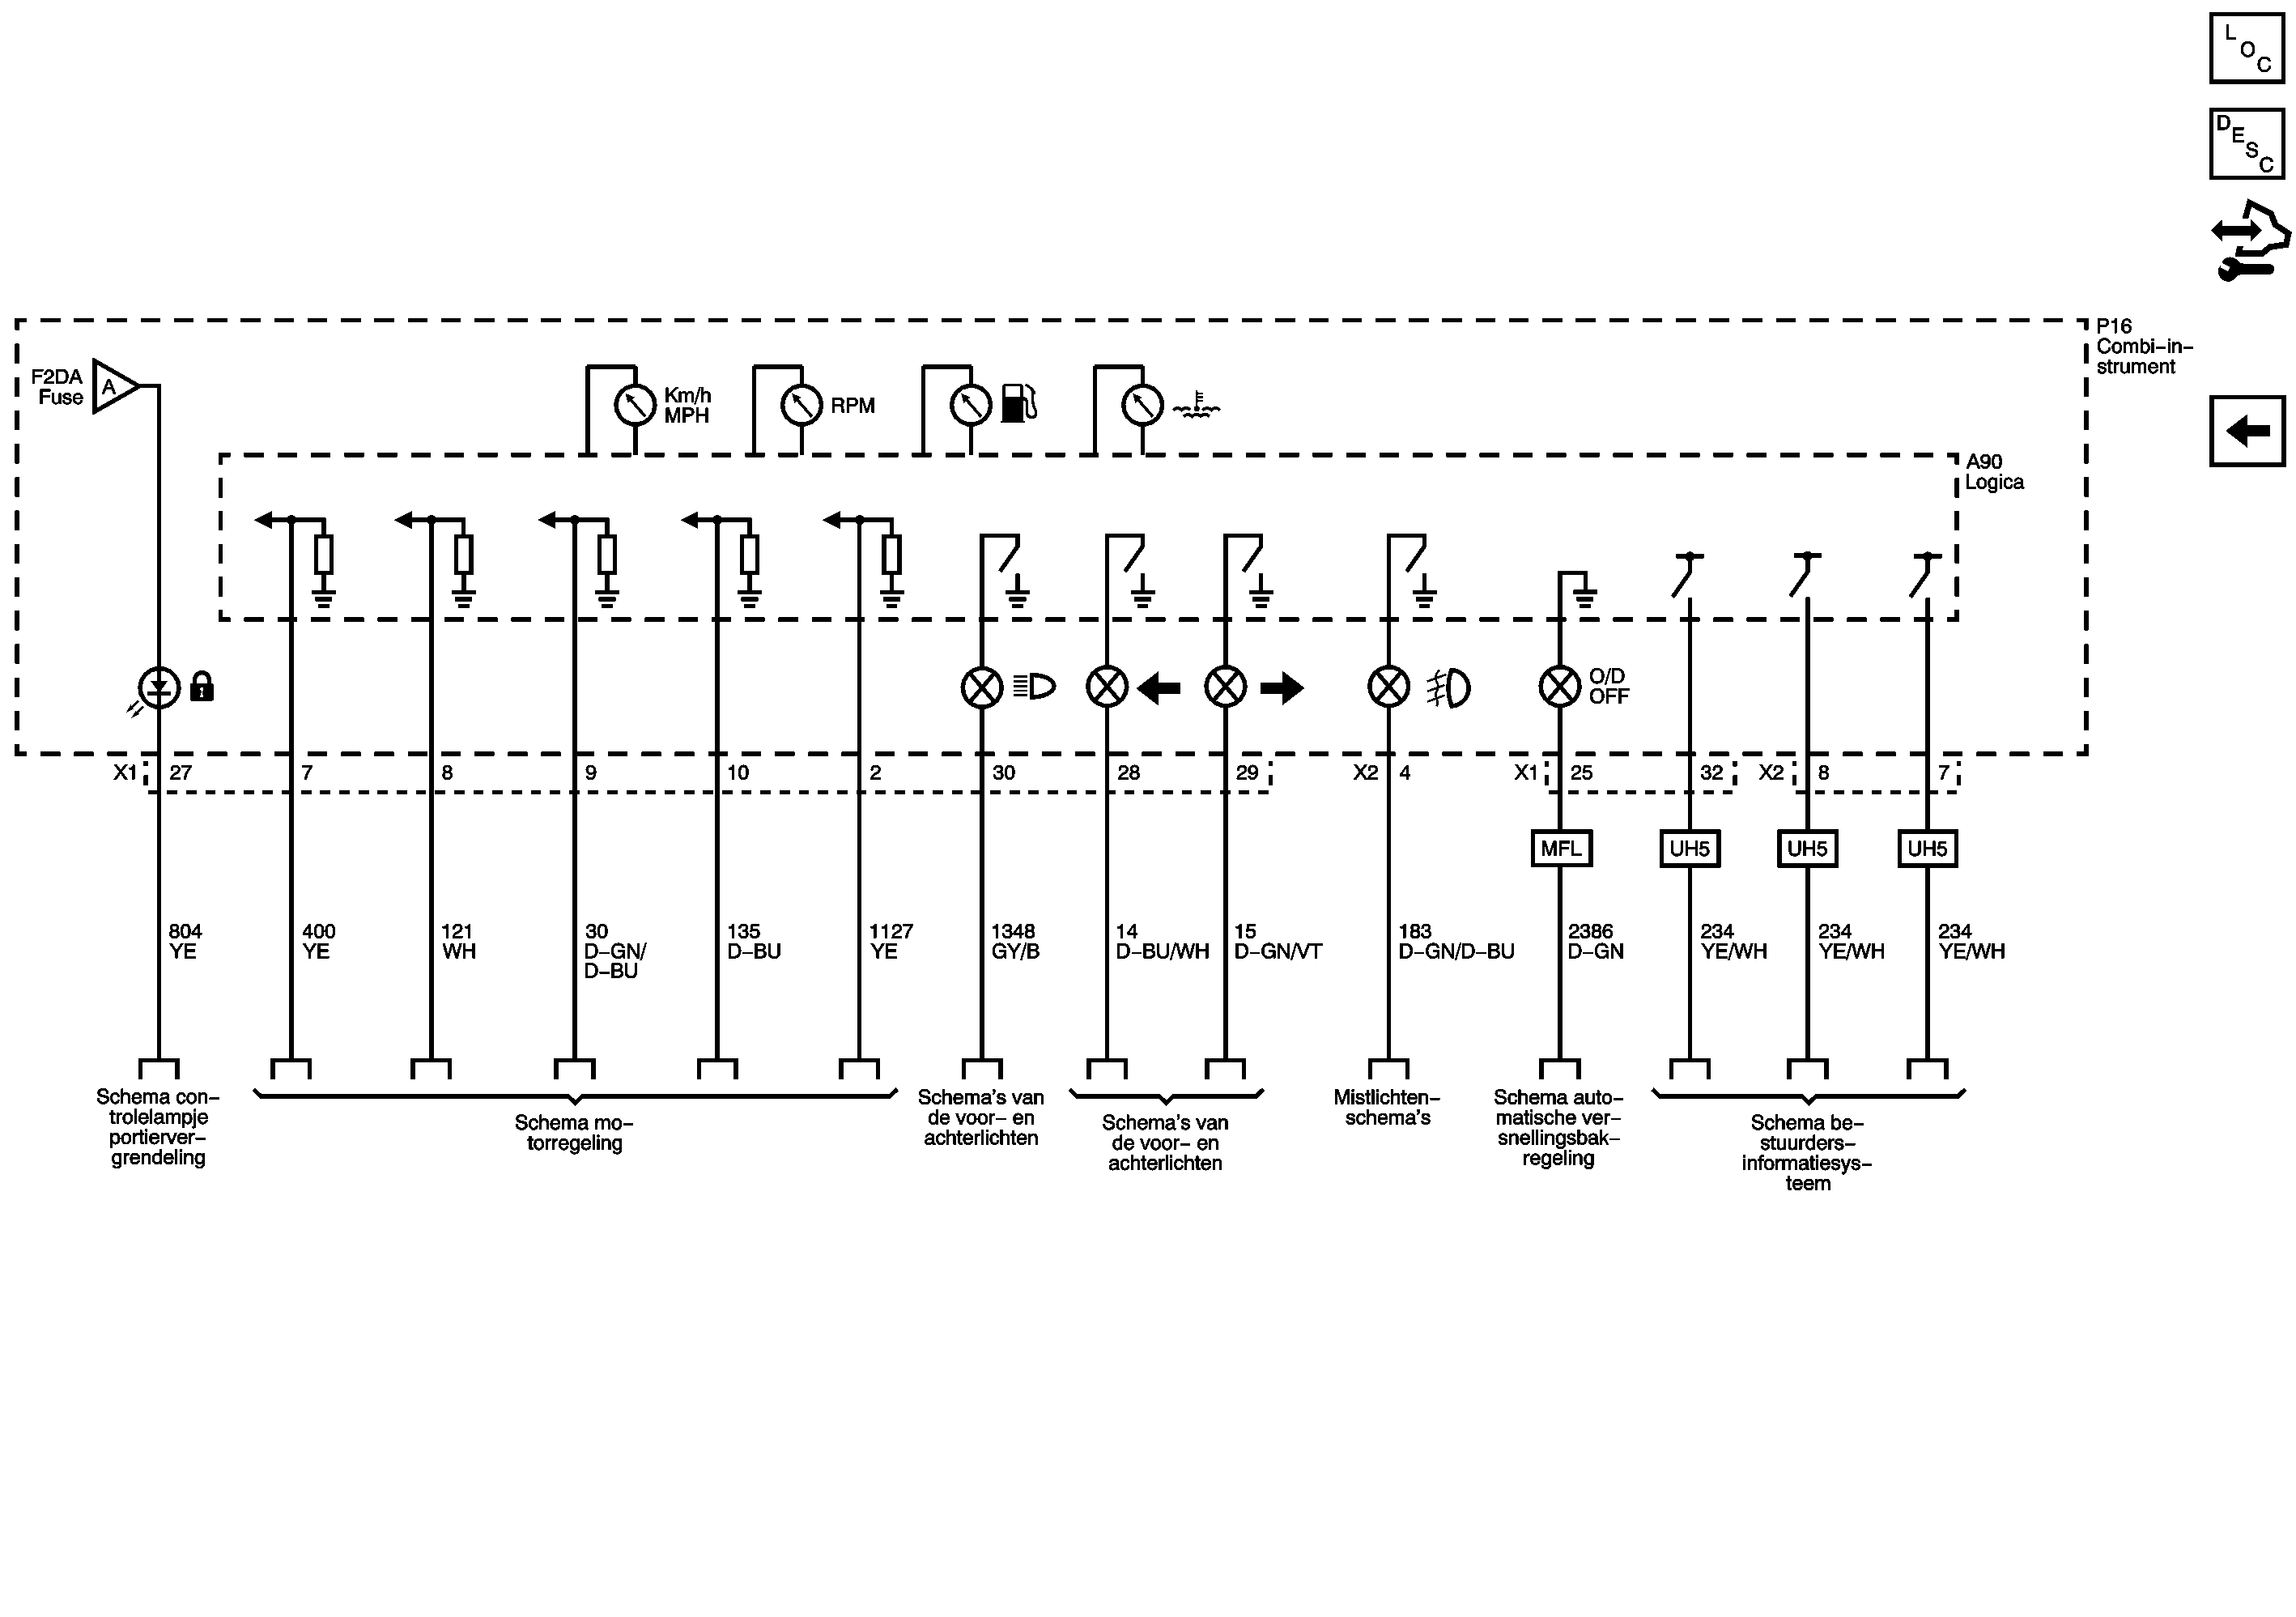 L
O
C
D
E
S
C
P16
Combi-in-
strument
F2DA
Fuse
A
Km/h
MPH
RPM
A90
Logica
O/D
OFF
X1 27 7 8 9 10 2 30 28 29 X2 4 X1 25 32 X2 8 7
MFL UH5 UH5 UH5
804
YE
400
YE
121
WH
30
D-GN/
D-BU
135
D-BU
1127
YE
1348
GY/B
14
D-BU/WH
15
D-GN/VT
183
D-GN/D-BU
2386
D-GN
234
YE/WH
234
YE/WH
234
YE/WH
Schema con-
trolelampje
portierver-
grendeling
Schema mo-
torregeling
Schema's van
de voor- en
achterlichten
Schema's van
de voor- en
achterlichten
Mistlichten-
schema's
Schema auto-
matische ver-
snellingsbak-
regeling
Schema be-
stuurders-
informatiesys-
teem